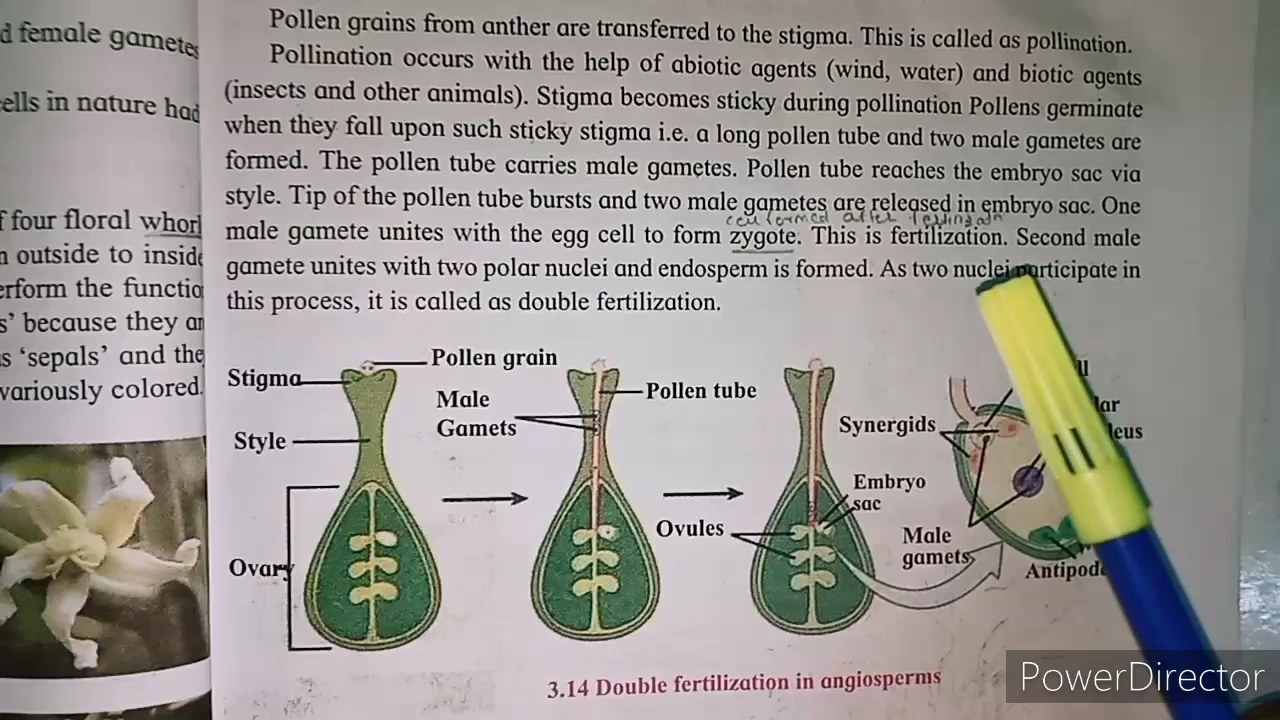 d female gametes
ells in nature had
f four floral whorl
n outside to inside
erform the functio
s' because they ar
s 'sepals' and the
variously colored.
Pollen grains from anther are transferred to the stigma. This is called as pollination.
Pollination occurs with the help of abiotic agents (wind, water) and biotic agents
(insects and other animals). Stigma becomes sticky during pollination Pollens germinate
when they fall upon such sticky stigma i.e. a long pollen tube and two male gametes are
formed. The pollen tube carries male gametes. Pollen tube reaches the embryo sac via
style. Tip of the pollen tube bursts and two male gametes are released in embryo sac. One
cell formed after
male gamete unites with the egg cell to form zygote. This is fertilization. Second male
gamete unites with two polar nuclei and endosperm is formed. As two nuclei participate in
this process, it is called as double fertilization.
Pollen grain
Stigma
Style
Ovary
Male
Gamets
Pollen tube
Ovules
Synergids
Embryo
sac
Male
gamets
ll
lar
leus
Antipod
3.14 Double fertilization in angiosperms
PowerDirector